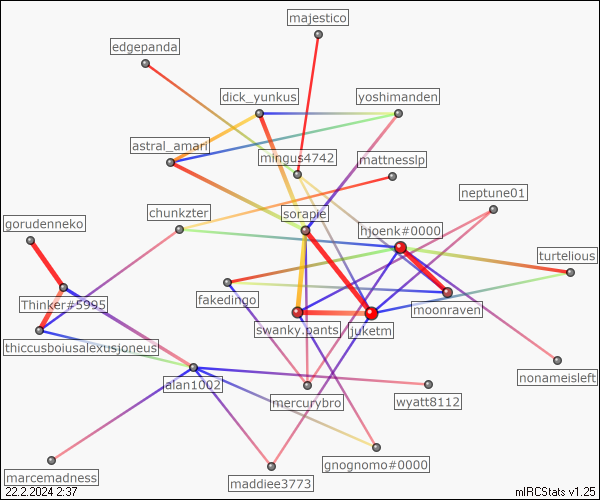 majestico
edgepanda
dick_yunkus
yoshimanden
astral_amari
mingus4742
mattnesslp
neptune01
chunkzter
sorapie
gorudenneko
hjoenk#0000
turtelious
Thinker#5995
fakedingo
moonraven
swanky.pants
juketm
thiccusboiusalexusjoneus
alan1002
nonameisleft
mercurybro
wyatt8112
gnognomo#0000
marcemadness
maddiee3773
22.2.2024 2:37
mIRCStats v1.25